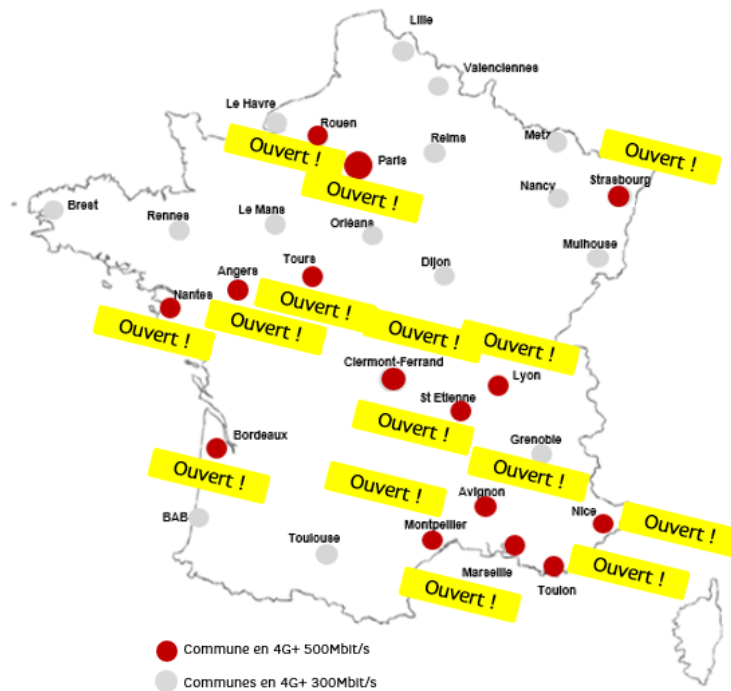 Lille
Valenciennes
Le Havre
Rouen
Reims
Metz
Ouvert !
Ouvert !
Paris
Strasbourg
Ouvert !
Nancy
Brest
Rennes
Le Mans
Orléans
Mulhouse
Tours
Dijon
Angers
Nantes
Ouvert !
Ouvert !
Ouvert !
Ouvert !
Ouvert !
Clermont-Ferrand
Lyon
St Etienne
Ouvert !
Bordeaux
Grenoble
Ouvert !
Ouvert !
Ouvert !
Avignon
BAB
Montpellier
Nice
Ouvert !
Toulouse
Marseille
Ouvert !
Toulon
Ouvert !
Commune en 4G+ 500Mbit/s
Communes en 4G+ 300Mbit/s